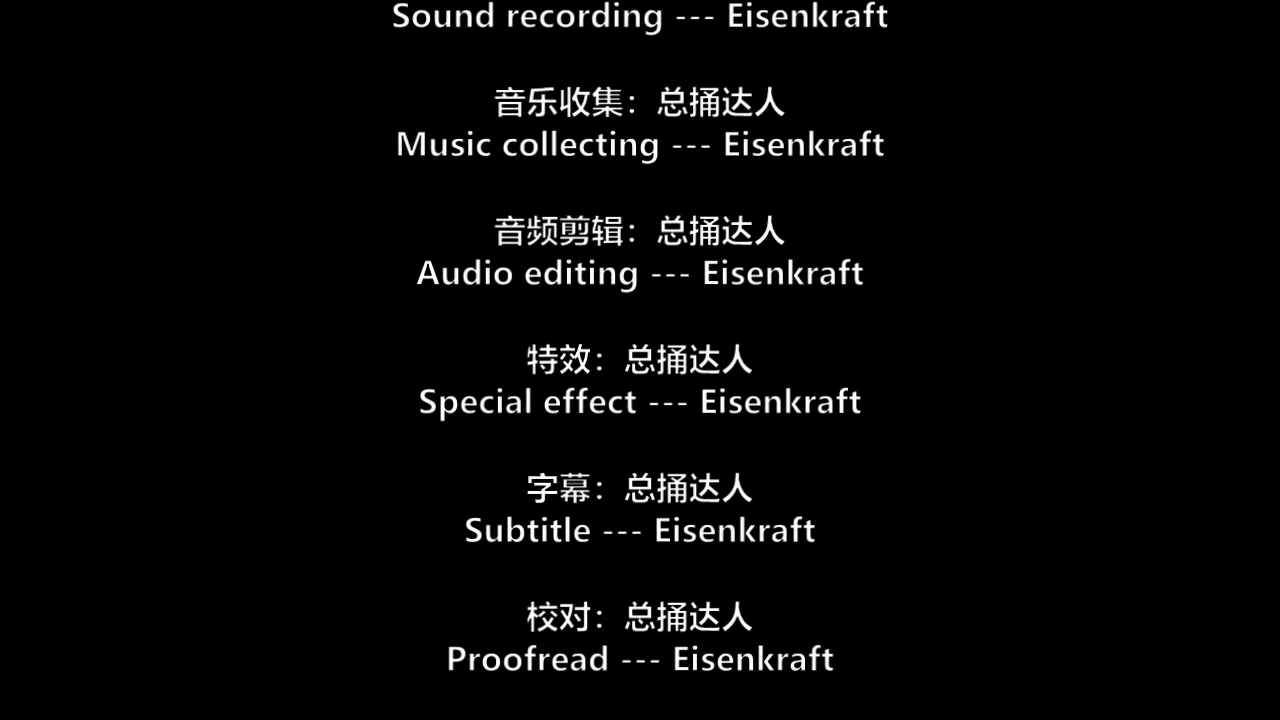 Sound recording --- Eisenkraft
音乐收集：总捅达人
Music collecting --- Eisenkraft
音频剪辑：总捅达人
Audio editing --- Eisenkraft
特效：总捅达人
Special effect --- Eisenkraft
字幕：总捅达人
Subtitle --- Eisenkraft
校对：总捅达人
Proofread --- Eisenkraft